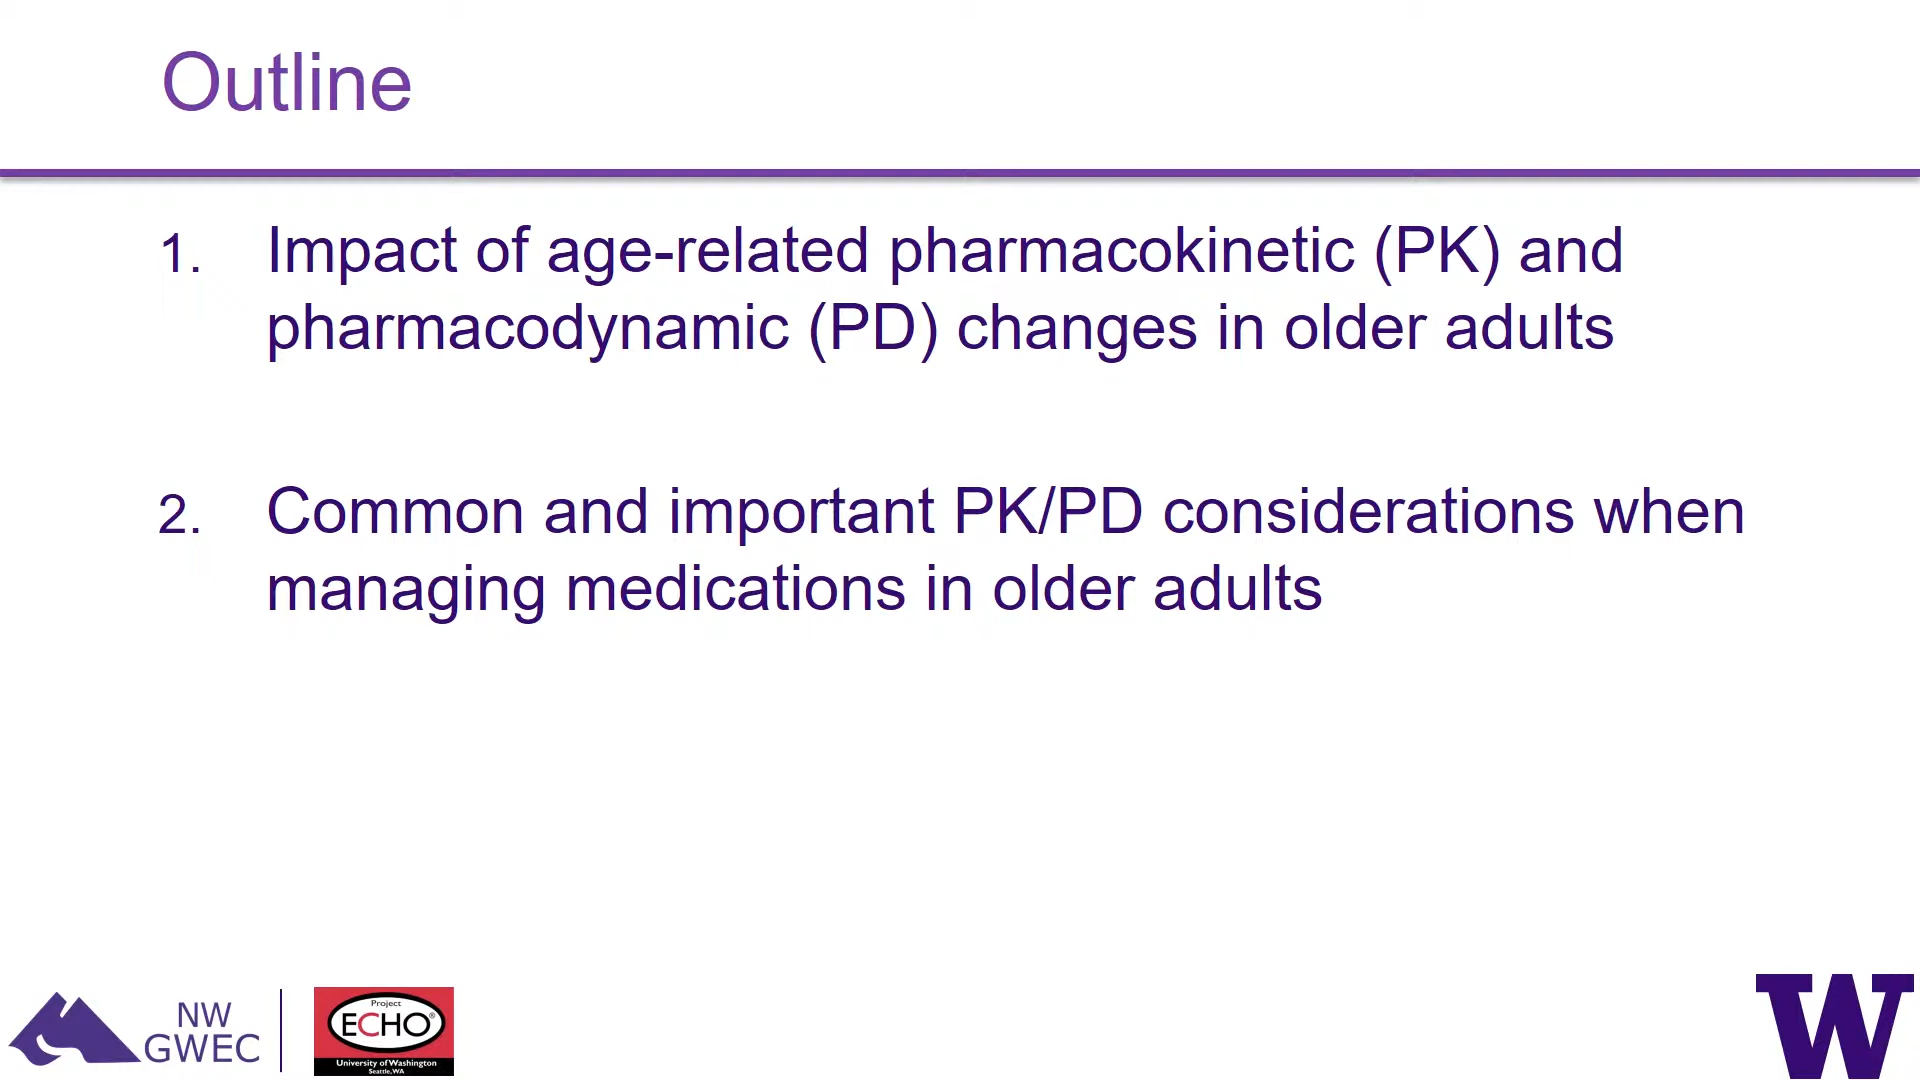 Outline
1. Impact of age-related pharmacokinetic (PK) and
pharmacodynamic (PD) changes in older adults
2. Common and important PK/PD considerations when
managing medications in older adults
NW
GWEC
Project
ECHO®
University of Washington
Seattle, WA
W